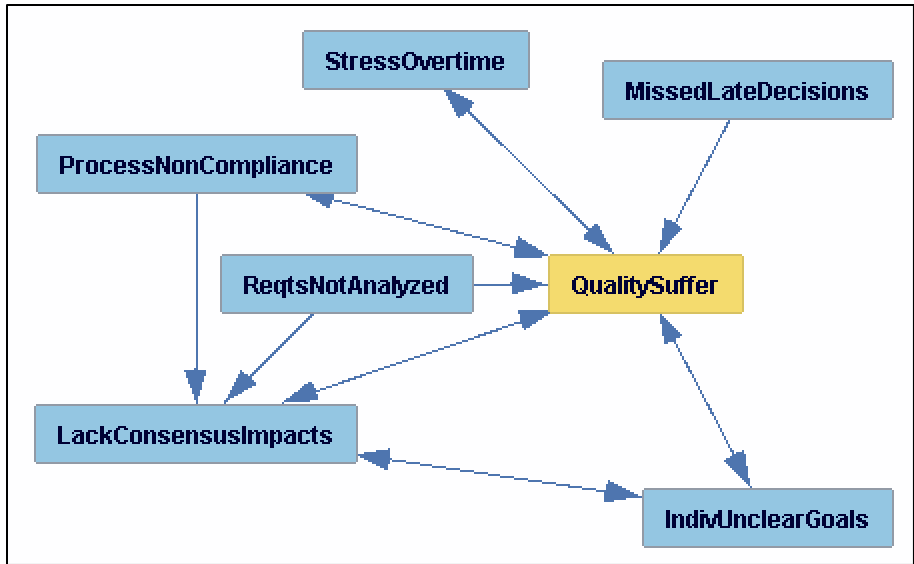 StressOvertime
MissedLateDecisions
ProcessNonCompliance
ReqtsNotAnalyzed
QualitySuffer
LackConsensusImpacts
IndivUnclearGoals